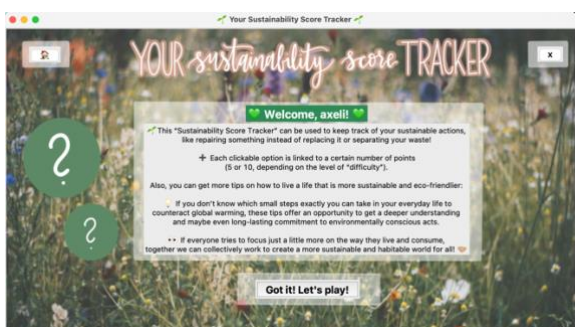 🌱 Your Sustainability Score Tracker 🌱
YOUR sustainability score TRACKER
x
💚 Welcome, axeli! 💚
🌱This "Sustainability Score Tracker" can be used to keep track of your sustainable actions,
like repairing something instead of replacing it or separating your waste!
➕ Each clickable option is linked to a certain number of points
(5 or 10, depending on the level of "difficulty").
Also, you can get more tips on how to live a life that is more sustainable and eco-friendlier:
💡 If you don't know which small steps exactly you can take in your everyday life to
counteract global warming, these tips offer an opportunity to get a deeper understanding
and maybe even long-lasting commitment to environmentally conscious acts.
👀 If everyone tries to focus just a little more on the way they live and consume,
together we can collectively work to create a more sustainable and habitable world for all! 🤝
?
?
Got it! Let's play!